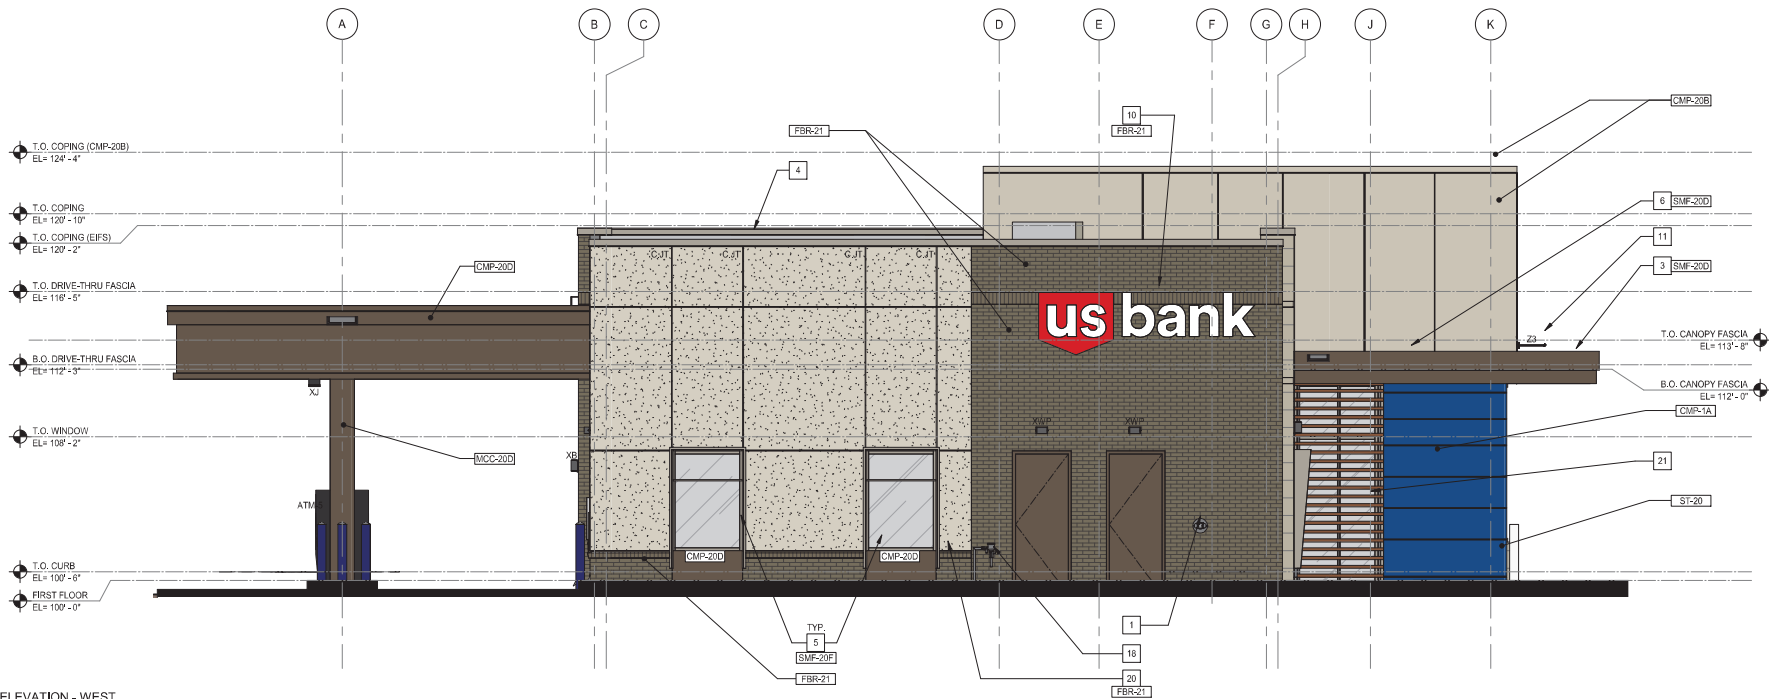 A
B
C
D
E
F
G
H
J
K
CMP-20B
10
FBR-21
FBR-21
T.O. COPING (CMP-20B)
EL= 124' - 4"
4
6 SMF-20D
T.O. COPING
EL= 120' - 10"
11
T.O. COPING (EIFS)
EL= 120' - 2"
C.JT.
C.JT.
C.JT.
C.JT.
CMP-20D
3 SMF-20D
T.O. DRIVE-THRU FASCIA
EL= 116' - 5"
us bank
T.O. CANOPY FASCIA
EL= 113' - 8"
Z3
B.O. DRIVE-THRU FASCIA
EL= 112' - 3"
XJ
B.O. CANOPY FASCIA
EL= 112' - 0"
CMP-1A
XWP
XWP
T.O. WINDOW
EL= 108' - 2"
MCC-20D
XB
21
ATM
ST-20
CMP-20D
CMP-20D
T.O. CURB
EL= 100' - 6"
FIRST FLOOR
EL= 100' - 0"
TYP.
5
SMF-20F
1
18
FBR-21
20
FBR-21
ELEVATION - WEST